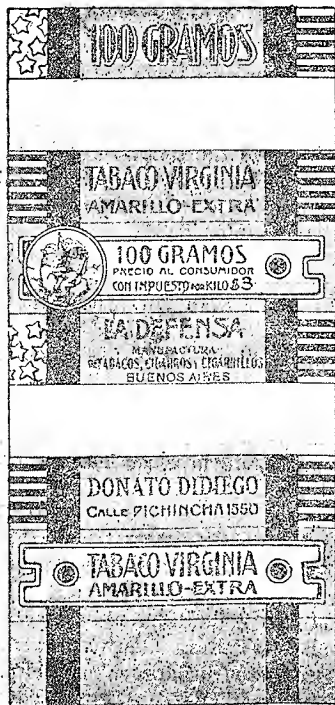 100 GRAMOS
TABACO VIRGINIA
AMARILLO-EXTRA
100 GRAMOS
PRECIO AL CONSUMIDOR
CON IMPUESTO POR KILO $3
LA DEFENSA
MANUFACTURA
DE TABACOS, CIGARROS Y CIGARRILLOS
BUENOS AIRES
DONATO DIDIEGO
CALLE PICHINCHA 1550
TABACO VIRGINIA
AMARILLO-EXTRA